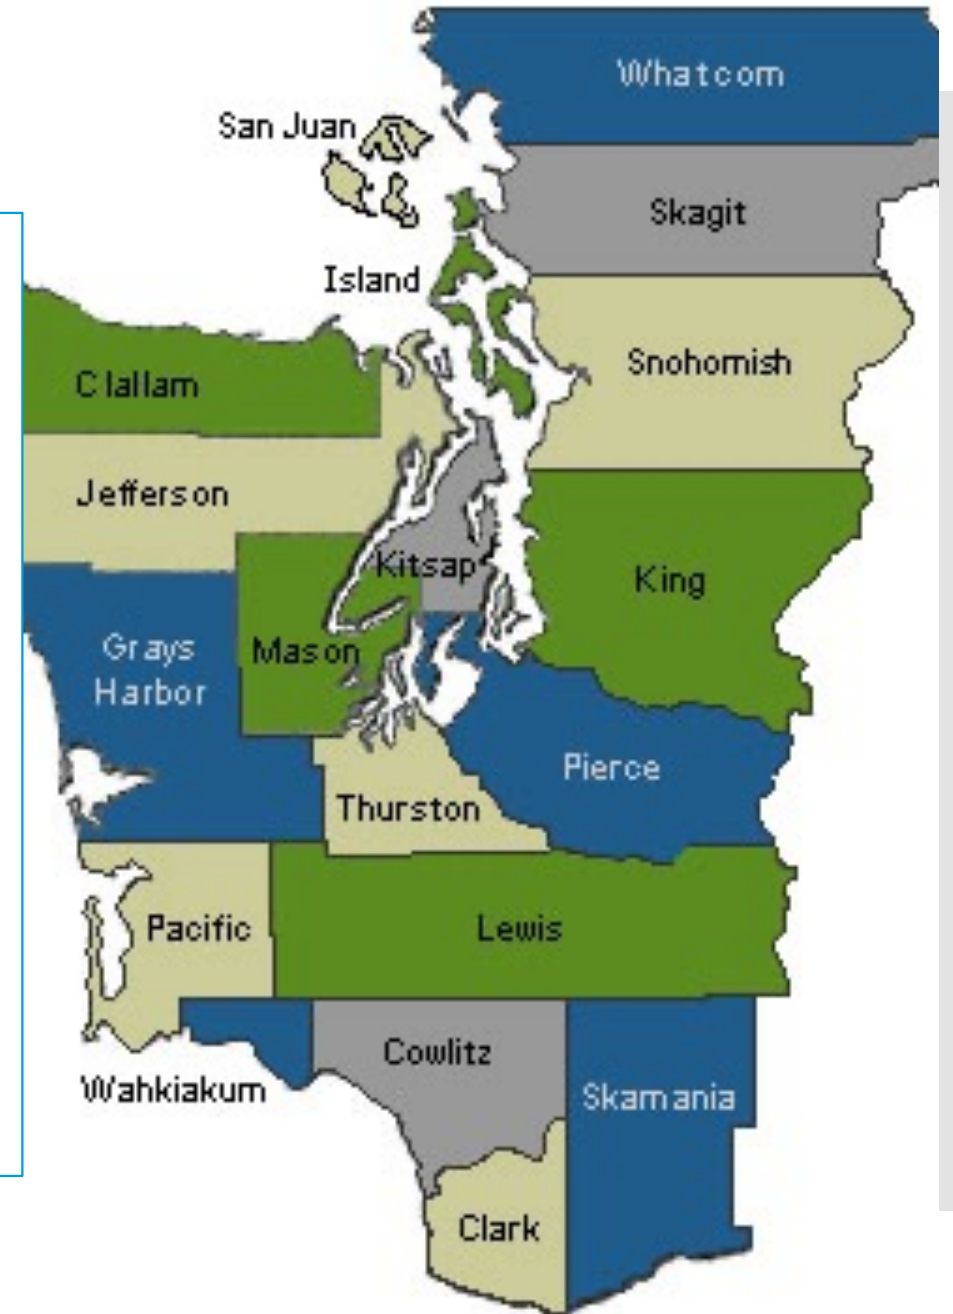 Whatcom
San Juan
Skagit
Island
Snohomish
Clallam
Jefferson
Kitsap
King
Grays
Harbor
Mason
Pierce
Thurston
Pacific
Lewis
Cowlitz
Wahkiakum
Skamania
Clark